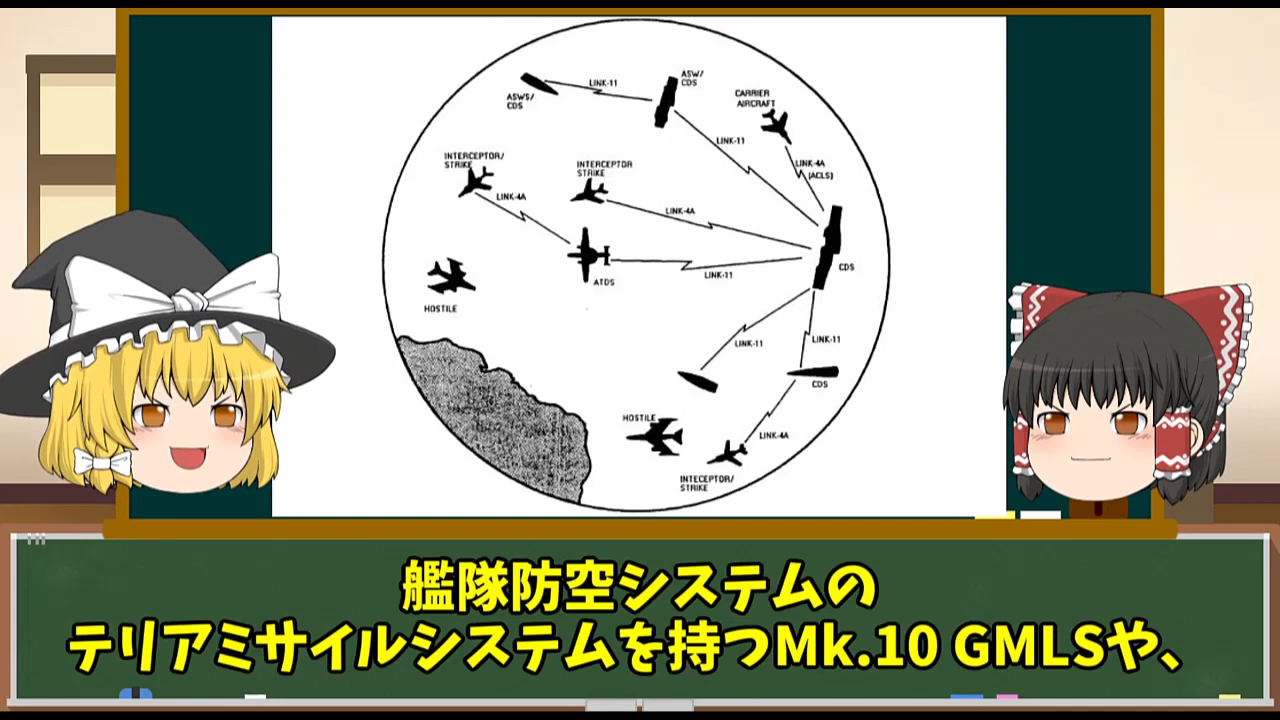 LINK-11
ASW/
CDS
ASWS/
CDS
CARRIER
AIRCRAFT
LINK-11
LINK-4A
(ACLS)
INTERCEPTOR/
STRIKE
INTERCEPTOR
STRIKE
LINK-4A
LINK-4A
CDS
LINK-11
ATDS
HOSTILE
LINK-11
LINK-11
CDS
HOSTILE
LINK-4A
INTECEPTOR/
STRIKE
艦隊防空システムの
テリアミサイルシステムを持つMk.10 GMLSや、